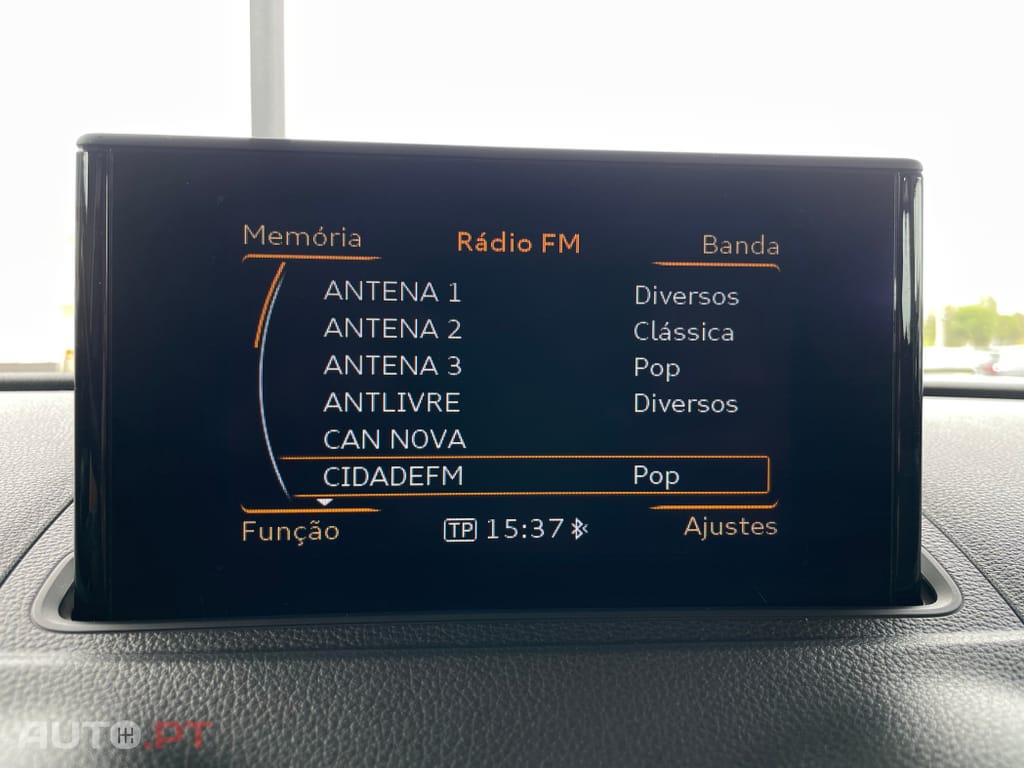 Memória Rádio FM Banda
ANTENA 1 Diversos
ANTENA 2 Clássica
ANTENA 3 Pop
ANTLIVRE Diversos
CAN NOVA
CIDADEFM Pop
Função TP 15:37 Ajustes
AUTO.PT